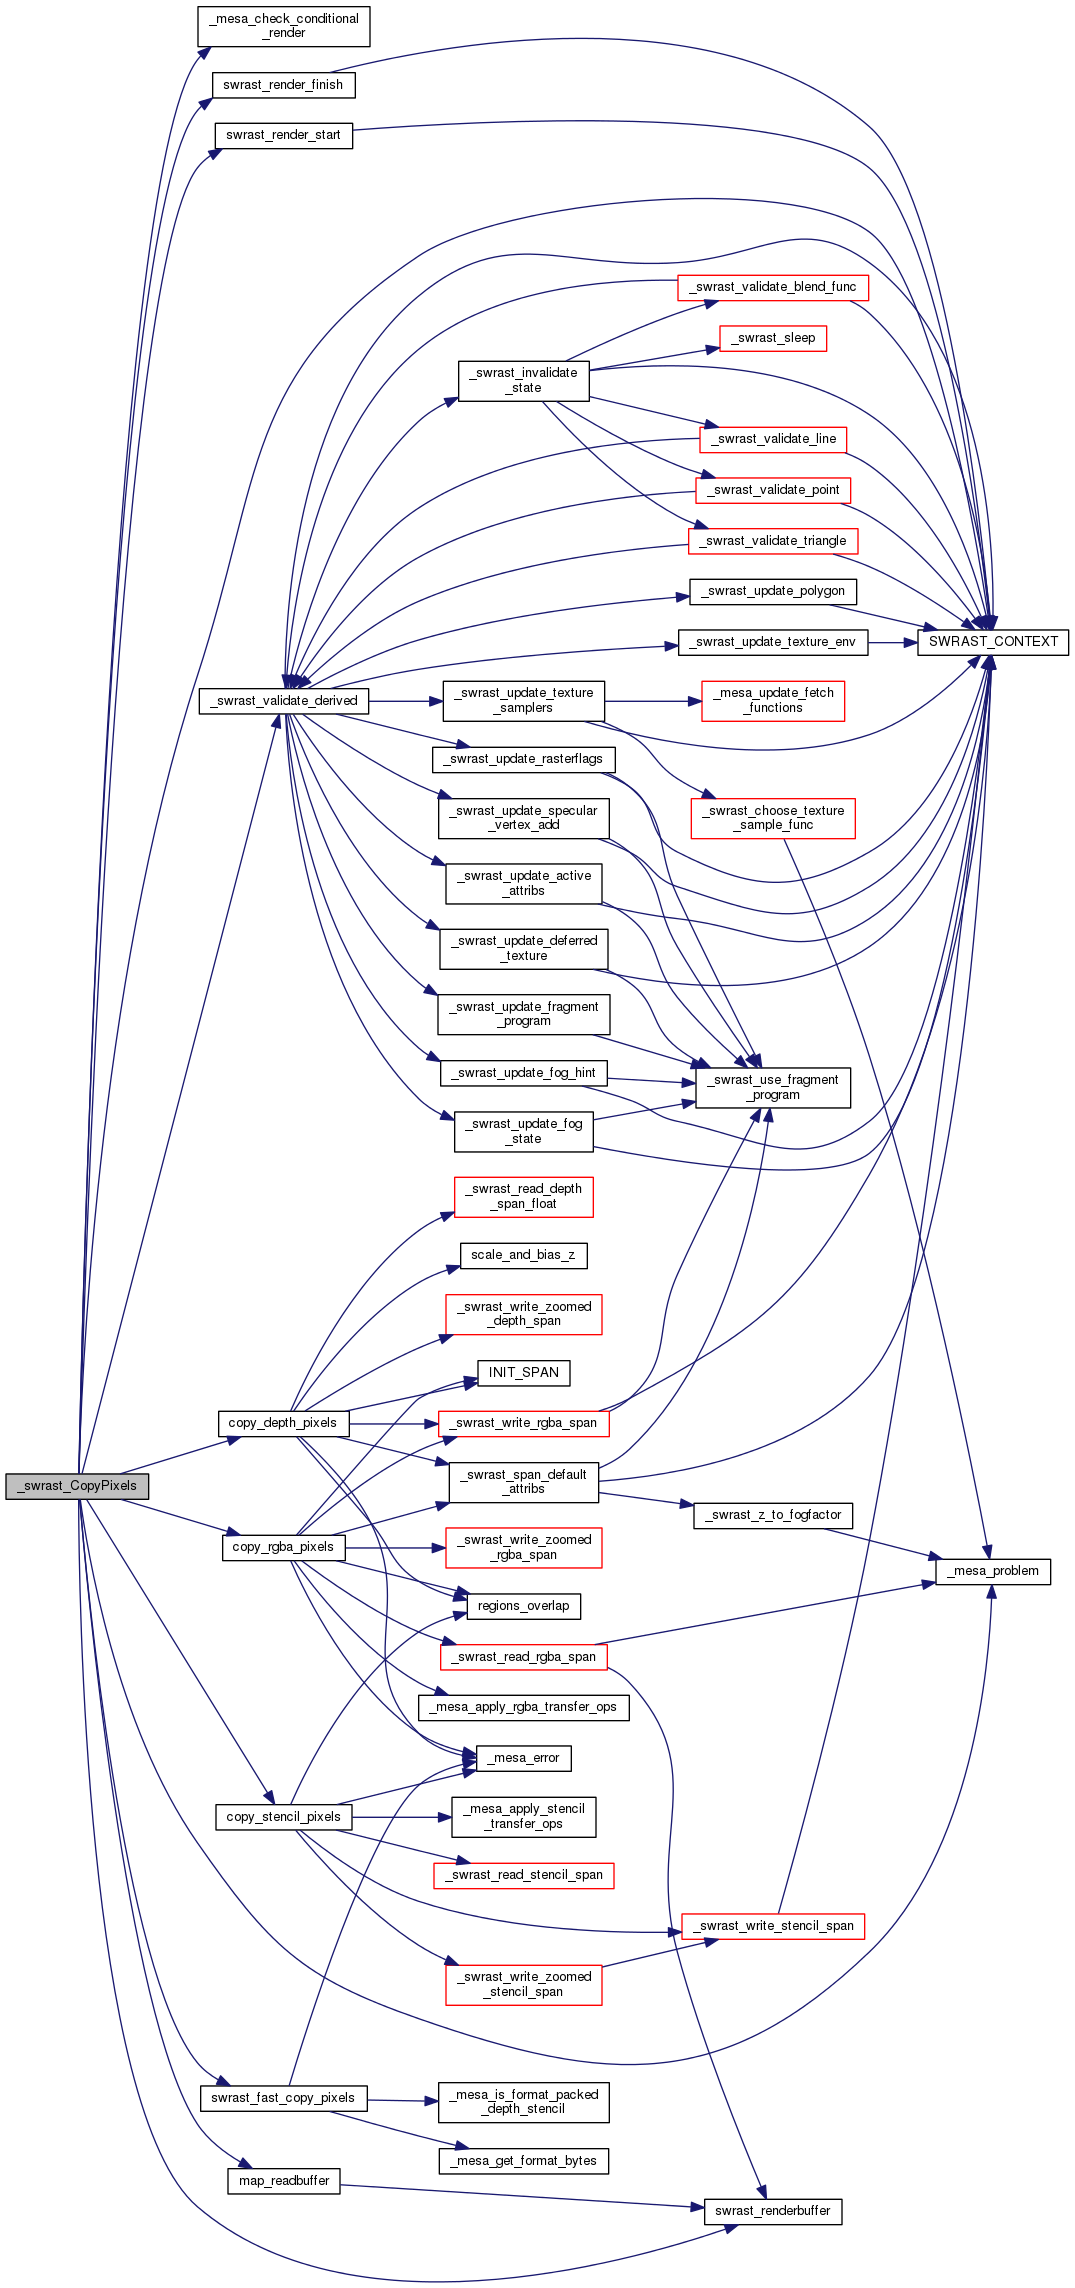 _mesa_check_conditional
_render
swrast_render_finish
swrast_render_start
_swrast_validate_blend_func
_swrast_sleep
_swrast_invalidate
_state
_swrast_validate_line
_swrast_validate_point
_swrast_validate_triangle
_swrast_update_polygon
_swrast_update_texture_env
SWRAST_CONTEXT
_swrast_validate_derived
_swrast_update_texture
_samplers
_mesa_update_fetch
_functions
_swrast_update_rasterflags
_swrast_update_specular
_vertex_add
_swrast_choose_texture
_sample_func
_swrast_update_active
_attribs
_swrast_update_deferred
_texture
_swrast_update_fragment
_program
_swrast_update_fog_hint
_swrast_use_fragment
_program
_swrast_update_fog
_state
_swrast_read_depth
_span_float
scale_and_bias_z
_swrast_write_zoomed
_depth_span
INIT_SPAN
copy_depth_pixels
_swrast_write_rgba_span
_swrast_CopyPixels
_swrast_span_default
_attribs
_swrast_z_to_fogfactor
copy_rgba_pixels
_swrast_write_zoomed
_rgba_span
_mesa_problem
regions_overlap
_swrast_read_rgba_span
_mesa_apply_rgba_transfer_ops
_mesa_error
copy_stencil_pixels
_mesa_apply_stencil
_transfer_ops
_swrast_read_stencil_span
_swrast_write_stencil_span
_swrast_write_zoomed
_stencil_span
swrast_fast_copy_pixels
_mesa_is_format_packed
_depth_stencil
_mesa_get_format_bytes
map_readbuffer
swrast_renderbuffer